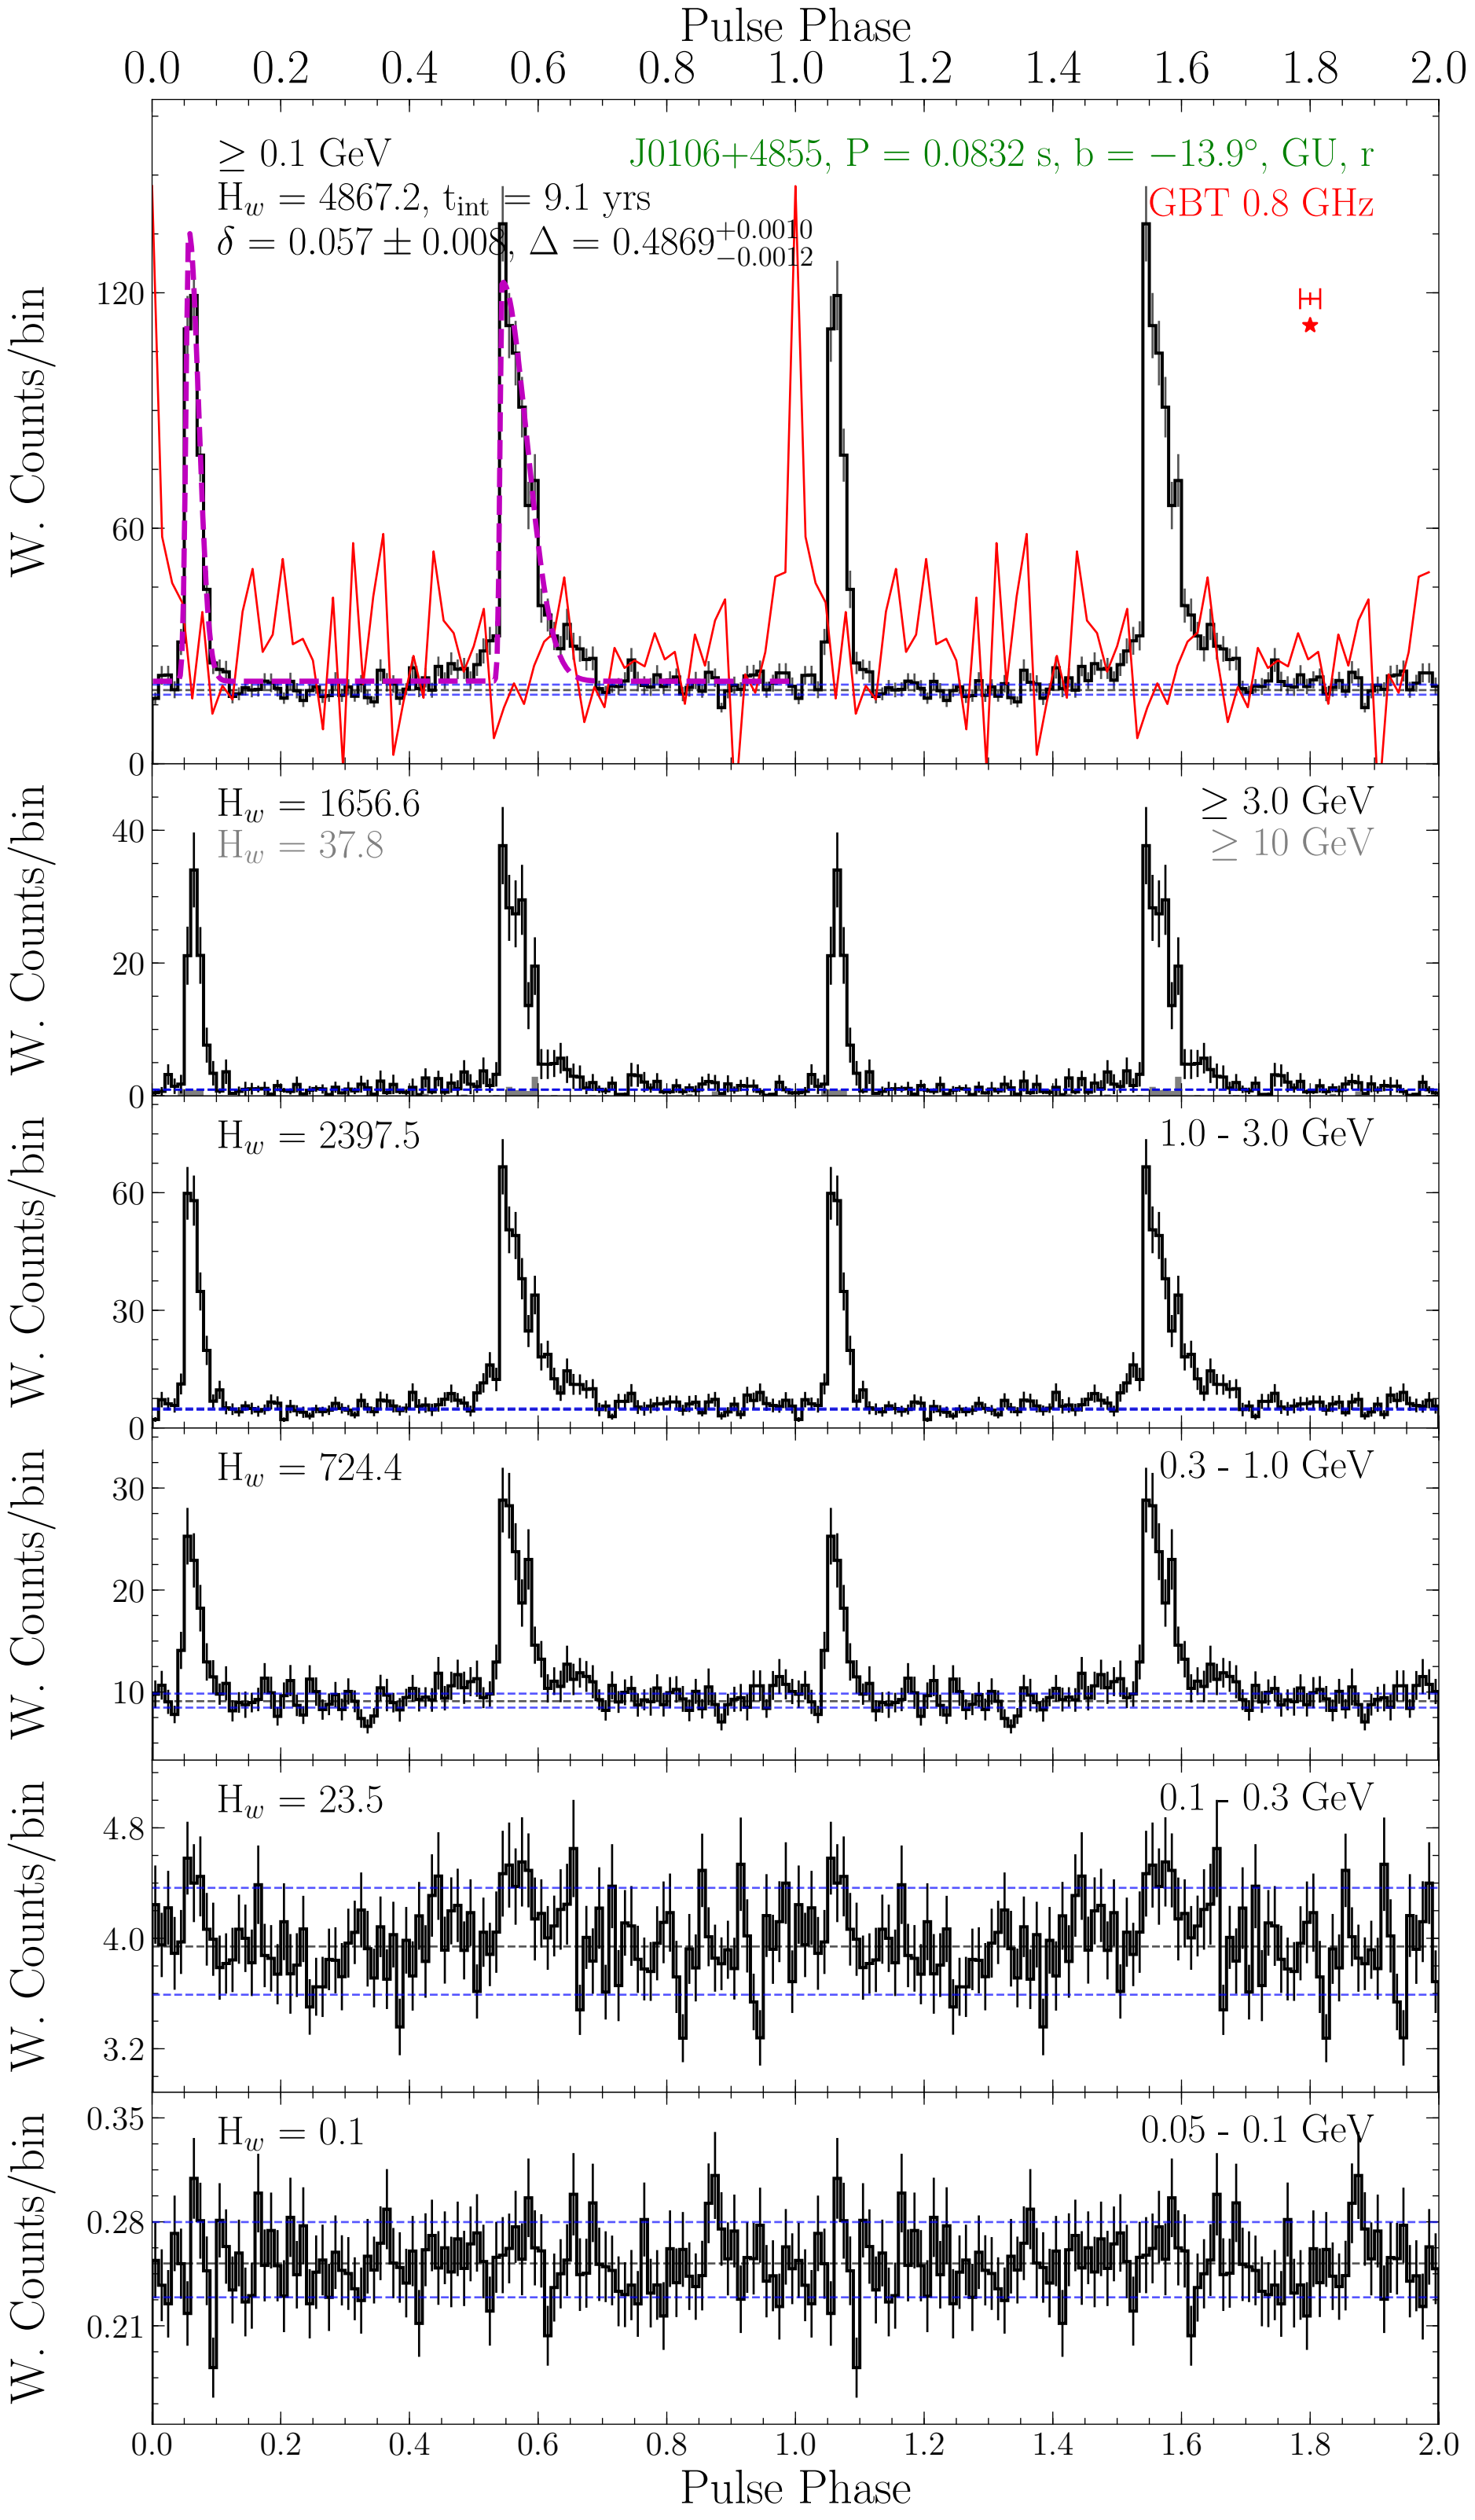 Pulse Phase
0.0 0.2 0.4 0.6 0.8 1.0 1.2 1.4 1.6 1.8 2.0
≥ 0.1 GeV
J0106+4855, P = 0.0832 s, b = −13.9°, GU, r
H_w = 4867.2, t_int = 9.1 yrs
GBT 0.8 GHz
δ = 0.057 ± 0.008, Δ = 0.4869 +0.0010 −0.0012
W. Counts/bin
120
60
0
H_w = 1656.6
≥ 3.0 GeV
H_w = 37.8
≥ 10 GeV
W. Counts/bin
40
20
0
H_w = 2397.5
1.0 - 3.0 GeV
W. Counts/bin
60
30
0
H_w = 724.4
0.3 - 1.0 GeV
W. Counts/bin
30
20
10
H_w = 23.5
0.1 - 0.3 GeV
W. Counts/bin
4.8
4.0
3.2
H_w = 0.1
0.05 - 0.1 GeV
W. Counts/bin
0.35
0.28
0.21
0.0 0.2 0.4 0.6 0.8 1.0 1.2 1.4 1.6 1.8 2.0
Pulse Phase